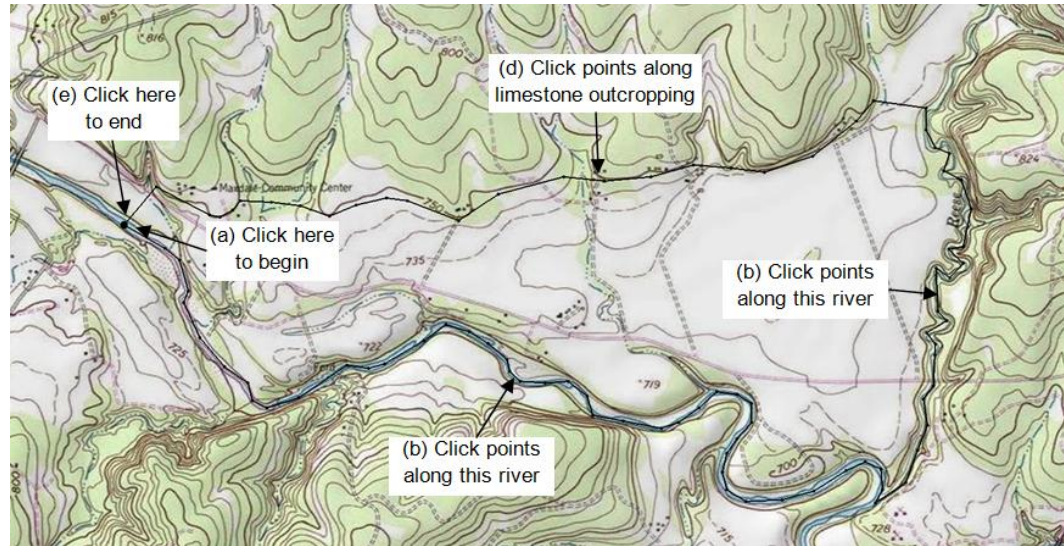 815
816
800
(d) Click points
along limestone
outcropping
(e) Click here
to end
824
Maxdale Community Center
750
(a) Click here
to begin
735
(b) Click points
along this river
725
722
719
(b) Click points
along this river
700
800
715
728